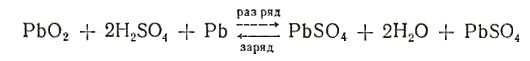 раз ряд
PbO₂ + 2H₂SO₄ + Pb ⇄ PbSO₄ + 2H₂O + PbSO₄
заряд